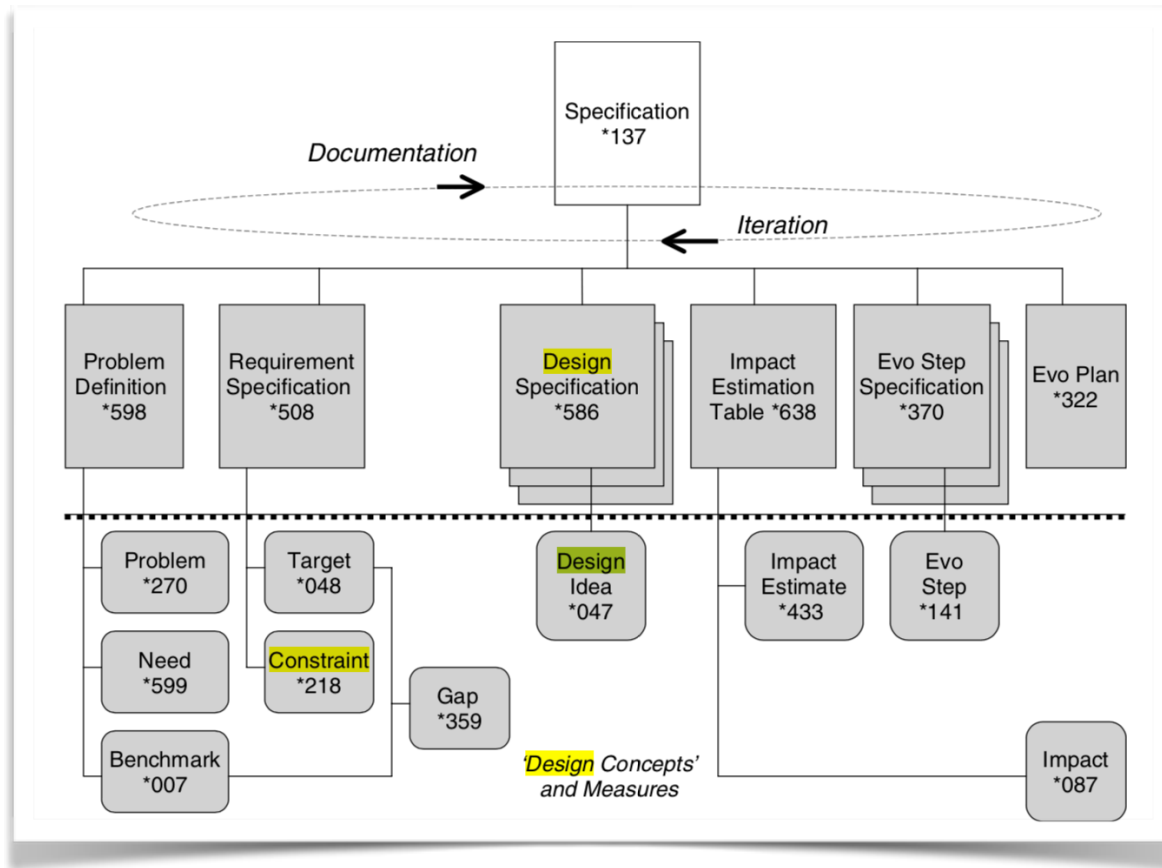 Specification
*137
Documentation
Iteration
Problem
Definition
*598
Requirement
Specification
*508
Design
Specification
*586
Impact
Estimation
Table *638
Evo Step
Specification
*370
Evo Plan
*322
Problem
*270
Target
*048
Design
Idea
*047
Impact
Estimate
*433
Evo
Step
*141
Need
*599
Constraint
*218
Gap
*359
Benchmark
*007
'Design Concepts'
and Measures
Impact
*087